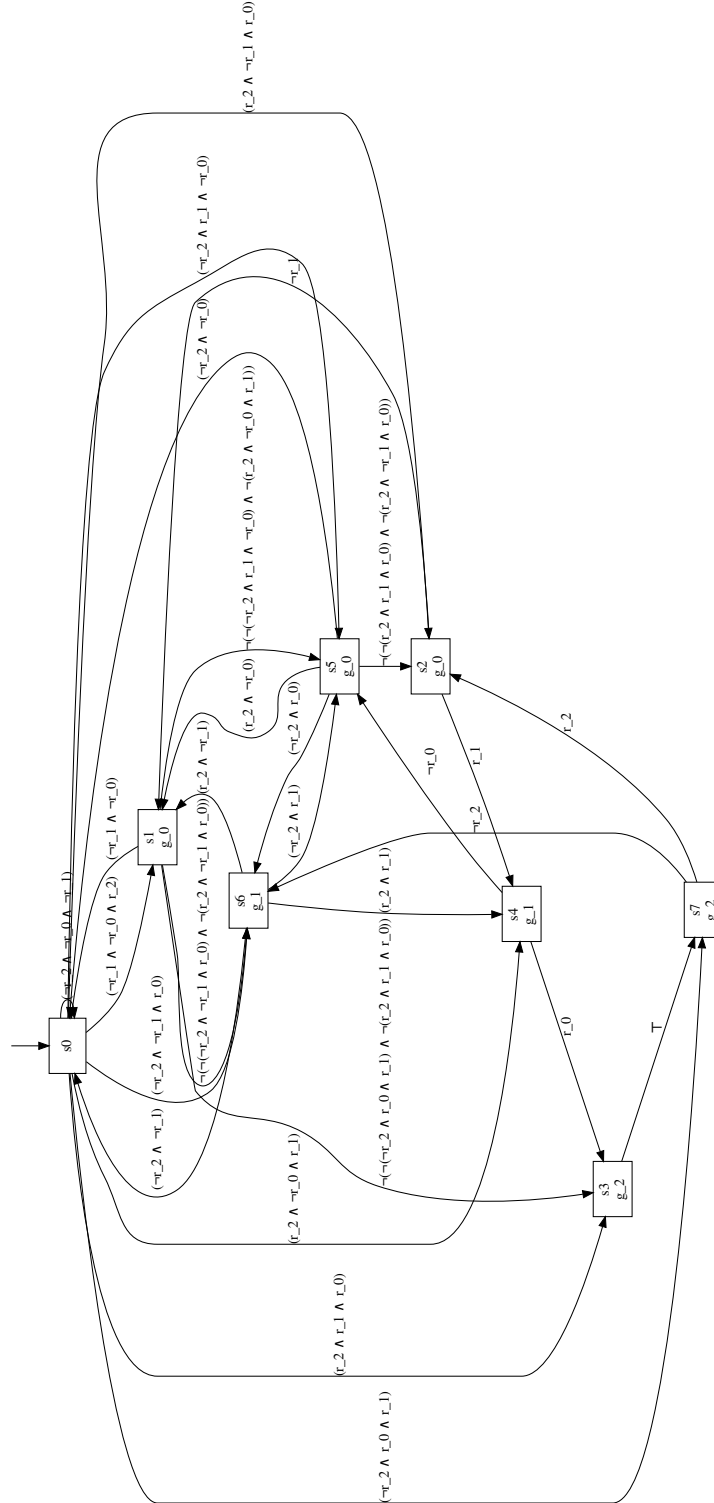 (r_2 ∧ ¬r_1 ∧ r_0)
(¬r_2 ∧ r_1 ∧ ¬r_0)
¬r_1
(¬r_2 ∧ ¬r_0)
¬(¬(¬r_2 ∧ r_1 ∧ ¬r_0) ∧ ¬(r_2 ∧ ¬r_0 ∧ r_1))
¬(¬(r_2 ∧ r_1 ∧ r_0) ∧ ¬(r_2 ∧ ¬r_1 ∧ r_0))
s5
g_0
s2
g_0
(r_2 ∧ ¬r_0)
(¬r_2 ∧ r_0)
r_2
r_1
¬r_0
(r_2 ∧ ¬r_1)
(¬r_2 ∧ r_1)
¬r_2
s1
g_0
(¬r_1 ∧ ¬r_0)
(¬r_1 ∧ ¬r_0 ∧ r_2)
(¬r_2 ∧ ¬r_0 ∧ ¬r_1)
s6
g_1
(r_2 ∧ r_1)
s4
g_1
s7
g_2
s0
r_0
⊤
(¬r_2 ∧ ¬r_1 ∧ r_0)
¬(¬(¬r_2 ∧ ¬r_1 ∧ r_0) ∧ ¬(r_2 ∧ ¬r_1 ∧ r_0))
¬(¬(¬r_2 ∧ r_0 ∧ r_1) ∧ ¬(r_2 ∧ r_1 ∧ r_0))
(¬r_2 ∧ ¬r_1)
s3
g_2
(r_2 ∧ ¬r_0 ∧ r_1)
(r_2 ∧ r_1 ∧ r_0)
(¬r_2 ∧ r_0 ∧ r_1)